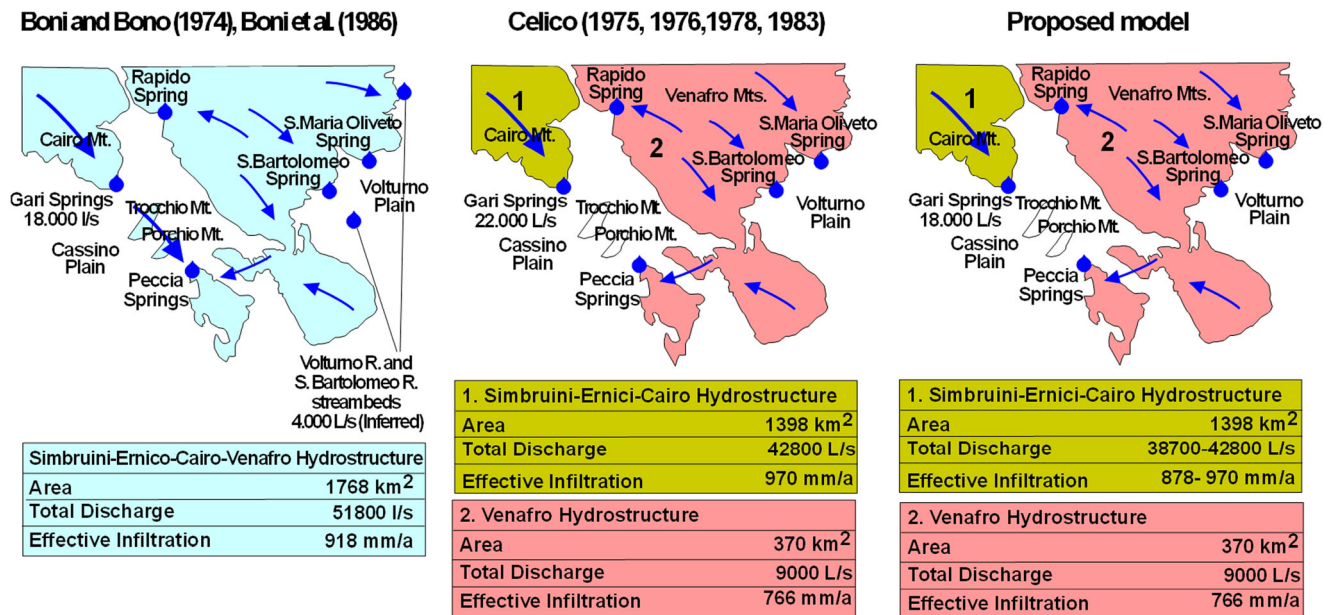 Boni and Bono (1974), Boni et al. (1986)
Rapido
Spring
S.Maria Oliveto
Spring
Cairo Mt.
S.Bartolomeo
Spring
Volturno
Plain
Gari Springs
18.000 l/s
Trocchio Mt.
Porchio Mt.
Cassino
Plain
Peccia
Springs
Volturno R. and
S. Bartolomeo R.
streambeds
4.000 L/s (Inferred)
Simbruini-Ernico-Cairo-Venafro Hydrostructure
Area 1768 km2
Total Discharge 51800 l/s
Effective Infiltration 918 mm/a
Celico (1975, 1976,1978, 1983)
1
Rapido
Spring
Venafro Mts.
S.Maria Oliveto
Spring
Cairo Mt.
2
S.Bartolomeo
Spring
Volturno
Plain
Gari Springs
22.000 L/s
Trocchio Mt.
Porchio Mt.
Cassino
Plain
Peccia
Springs
1. Simbruini-Ernici-Cairo Hydrostructure
Area 1398 km2
Total Discharge 42800 L/s
Effective Infiltration 970 mm/a
2. Venafro Hydrostructure
Area 370 km2
Total Discharge 9000 L/s
Effective Infiltration 766 mm/a
Proposed model
1
Rapido
Spring
Venafro Mts.
S.Maria Oliveto
Spring
Cairo Mt.
2
S.Bartolomeo
Spring
Volturno
Plain
Gari Springs
18.000 L/s
Trocchio Mt.
Porchio Mt.
Cassino
Plain
Peccia
Springs
1. Simbruini-Ernici-Cairo Hydrostructure
Area 1398 km2
Total Discharge 38700-42800 L/s
Effective Infiltration 878- 970 mm/a
2. Venafro Hydrostructure
Area 370 km2
Total Discharge 9000 L/s
Effective Infiltration 766 mm/a